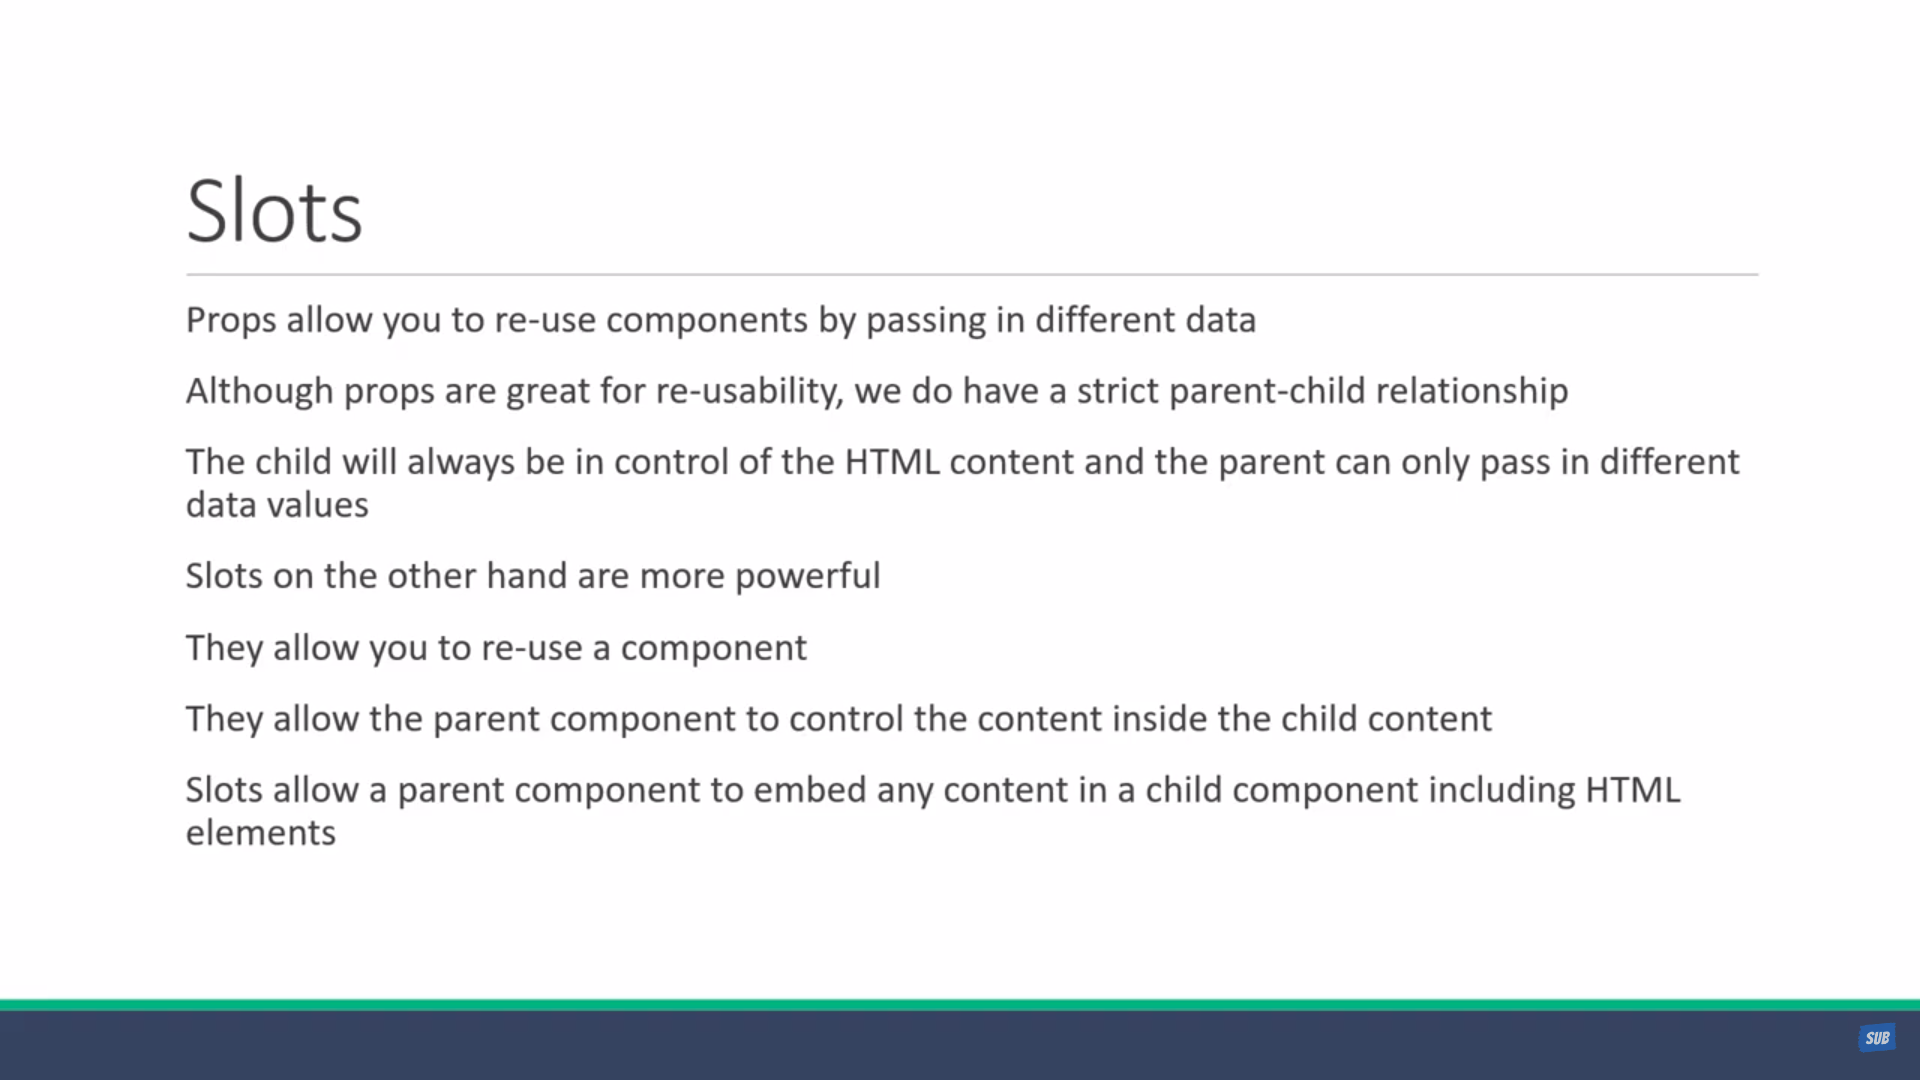 Slots
Props allow you to re-use components by passing in different data
Although props are great for re-usability, we do have a strict parent-child relationship
The child will always be in control of the HTML content and the parent can only pass in different
data values
Slots on the other hand are more powerful
They allow you to re-use a component
They allow the parent component to control the content inside the child content
Slots allow a parent component to embed any content in a child component including HTML
elements
SUB